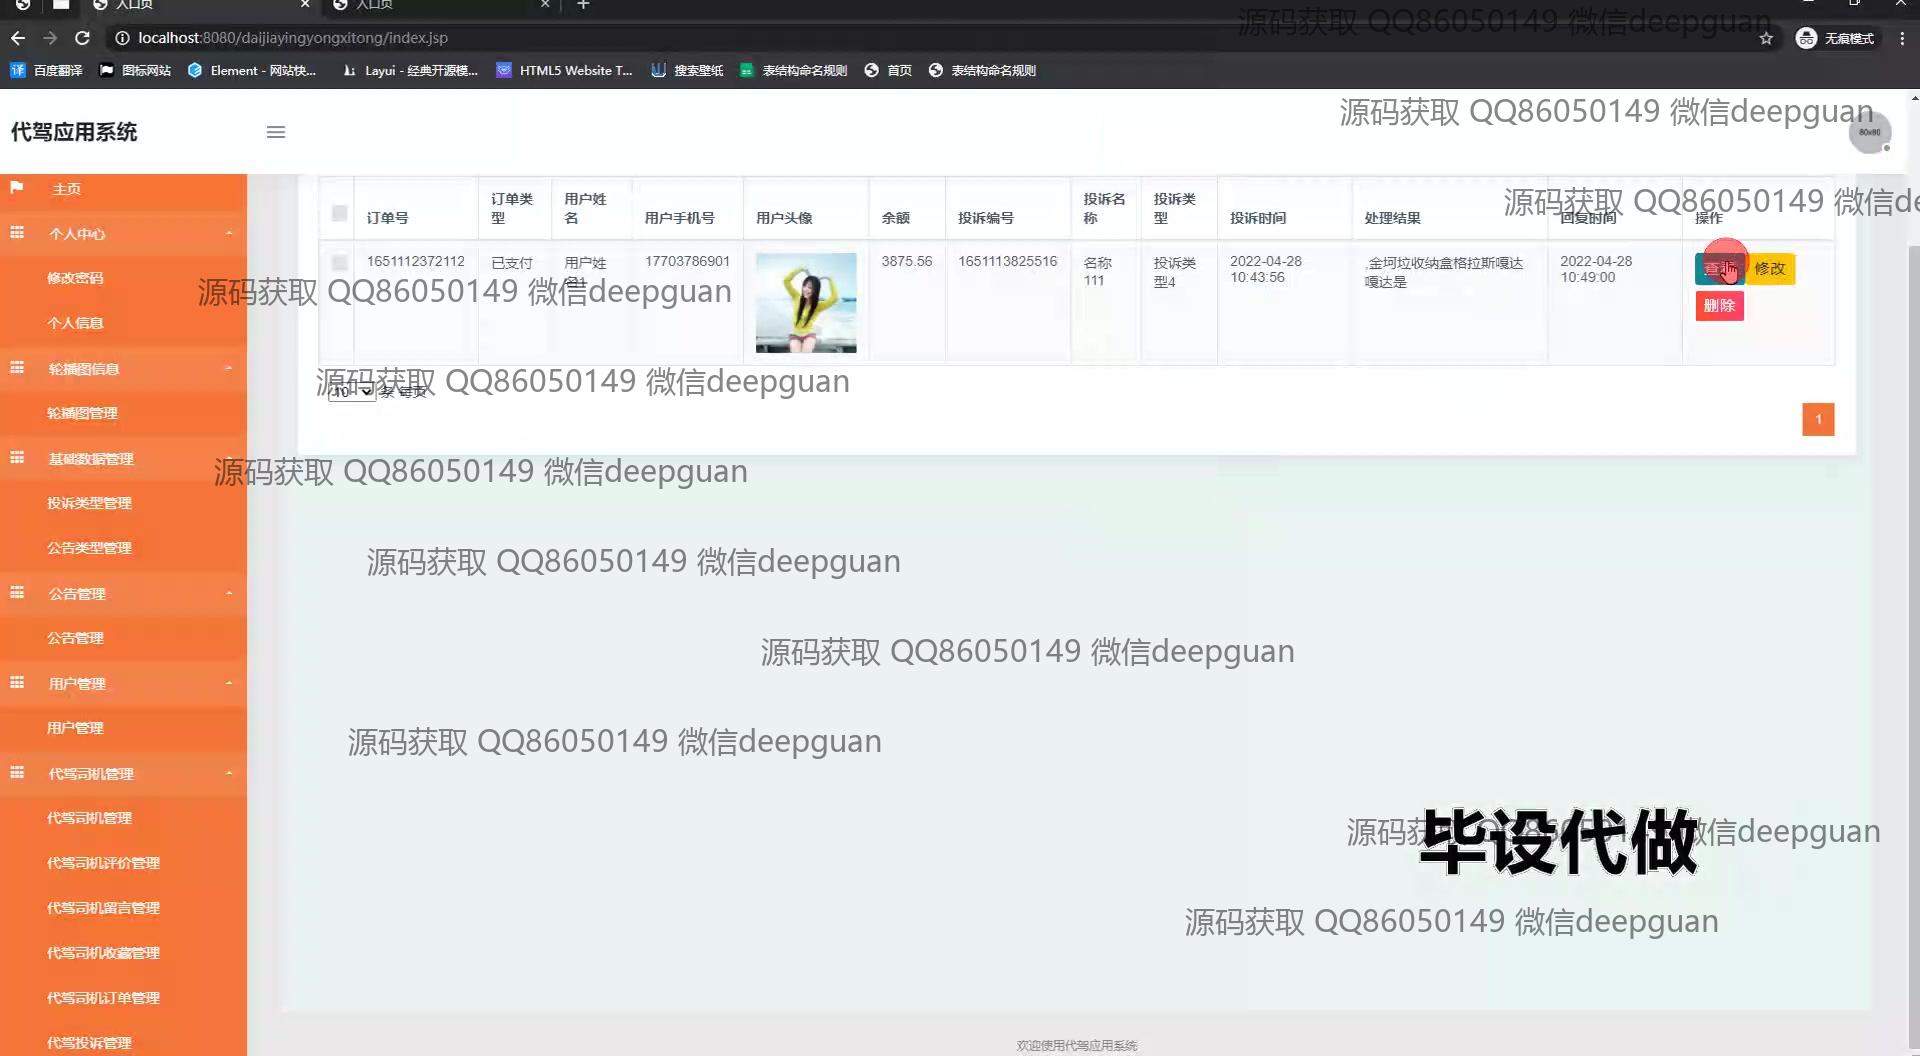 入口页
入口页
localhost:8080/daijiayingyongxitong/index.jsp
无痕模式
百度翻译
图标网站
Element - 网站快...
Layui - 经典开源模...
HTML5 Website T...
搜索壁纸
表结构命名规则
首页
表结构命名规则
代驾应用系统
80x80
主页
个人中心
修改密码
个人信息
轮播图信息
轮播图管理
基础数据管理
投诉类型管理
公告类型管理
公告管理
公告管理
用户管理
用户管理
代驾司机管理
代驾司机管理
代驾司机评价管理
代驾司机留言管理
代驾司机收藏管理
代驾司机订单管理
代驾投诉管理
订单号 订单类型 用户姓名 用户手机号 用户头像 余额 投诉编号 投诉名称 投诉类型 投诉时间 处理结果 回复时间 操作
1651112372112 已支付 用户姓名1 17703786901 3875.56 1651113825516 名称111 投诉类型4 2022-04-28 10:43:56 ,金坷垃收纳盒格拉斯嘎达嘎达是 2022-04-28 10:49:00 修改
删除
10 条 每页
1
欢迎使用代驾应用系统
源码获取 QQ86050149 微信deepguan
源码获取 QQ86050149 微信deepguan
源码获取 QQ86050149 微信de
源码获取 QQ86050149 微信deepguan
源码获取 QQ86050149 微信deepguan
源码获取 QQ86050149 微信deepguan
源码获取 QQ86050149 微信deepguan
源码获取 QQ86050149 微信deepguan
源码获取 QQ86050149 微信deepguan
源码获取 QQ86050149 微信deepguan
毕设代做
源码获取 QQ86050149 微信deepguan